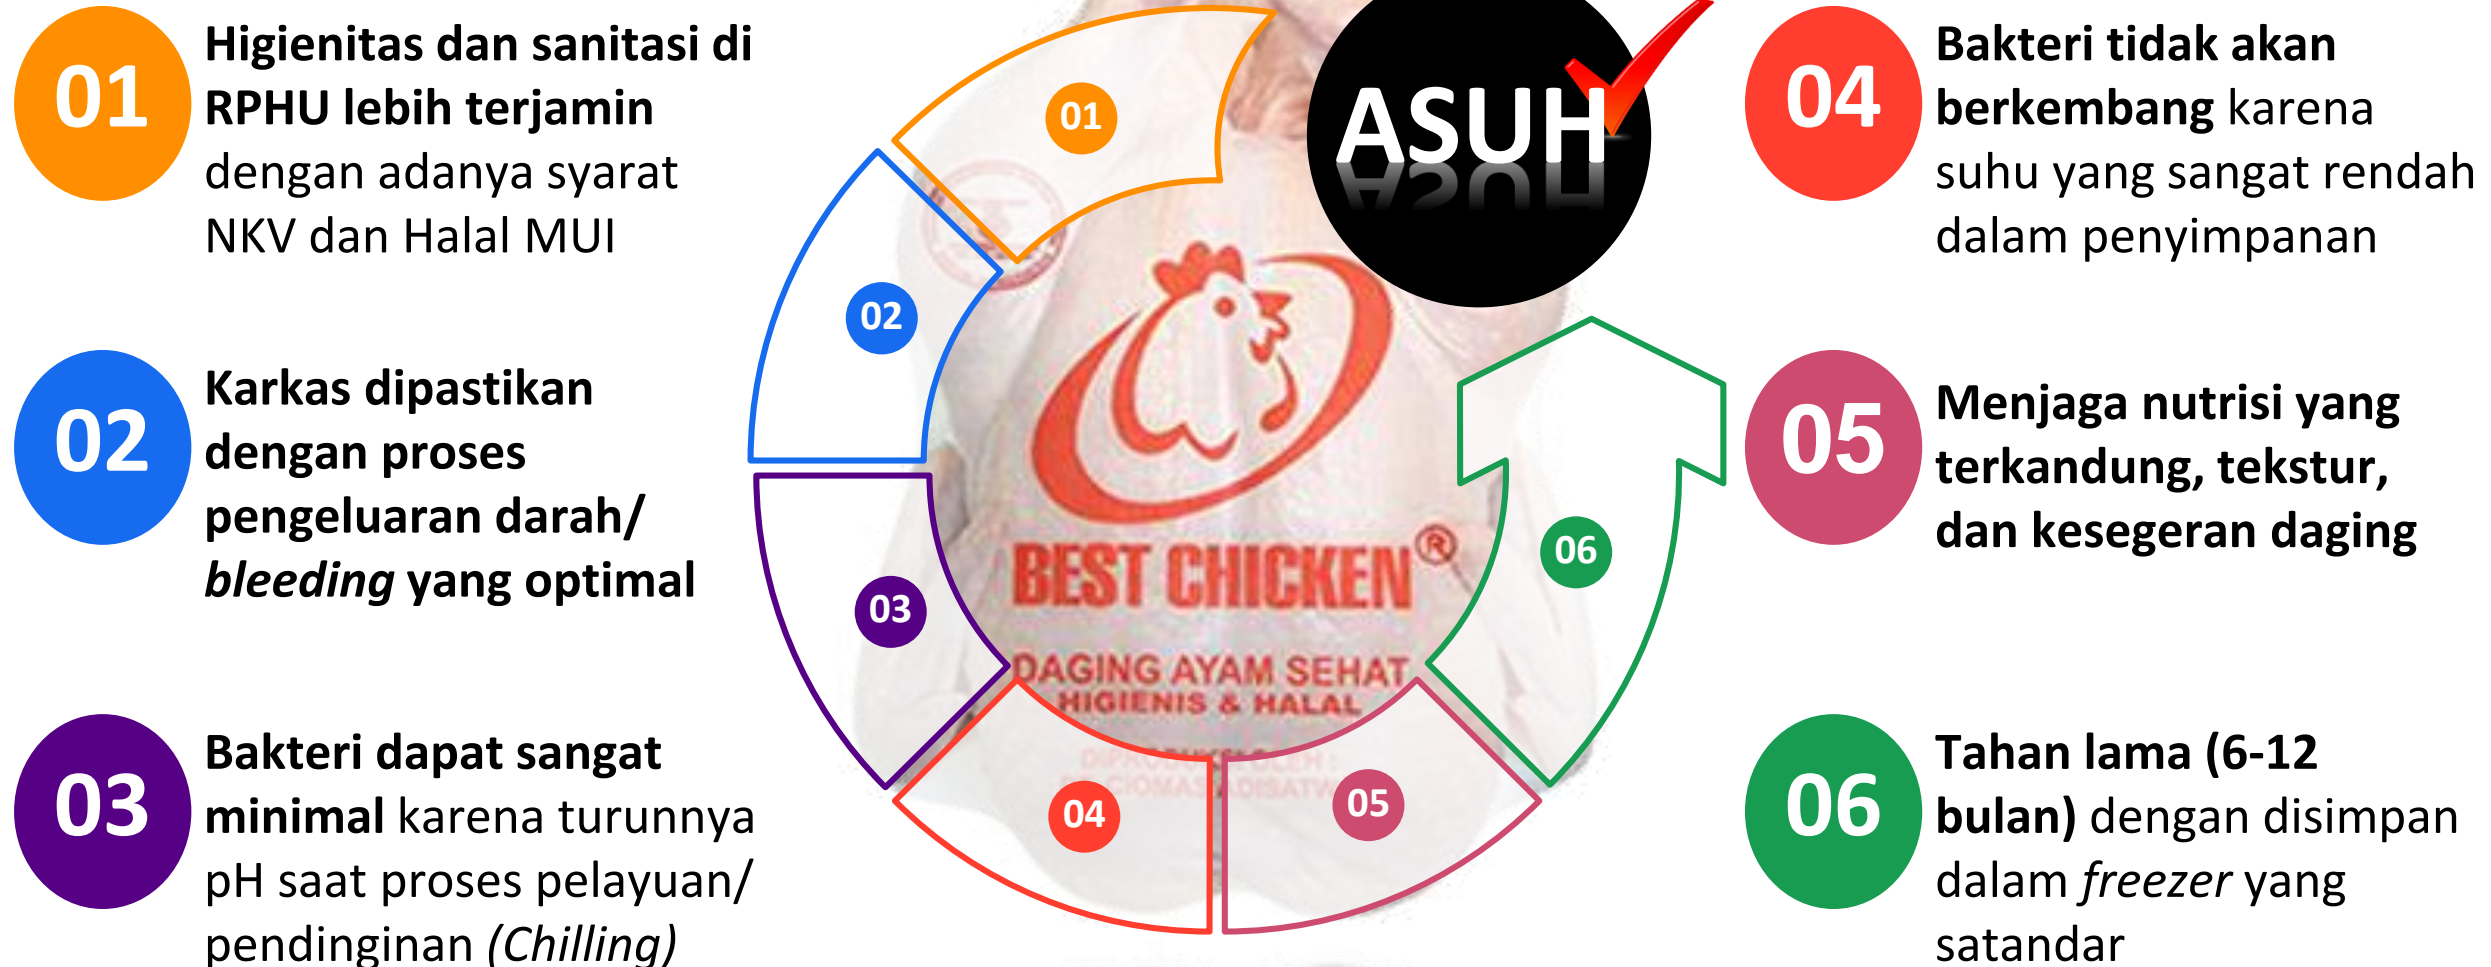 01
Higienitas dan sanitasi di
RPHU lebih terjamin
dengan adanya syarat
NKV dan Halal MUI
02
Karkas dipastikan
dengan proses
pengeluaran darah/
bleeding yang optimal
03
Bakteri dapat sangat
minimal karena turunnya
pH saat proses pelayuan/
pendinginan (Chilling)
ASUH
01
02
03
04
05
06
BEST CHICKEN®
DAGING AYAM SEHAT
HIGIENIS & HALAL
04
Bakteri tidak akan
berkembang karena
suhu yang sangat rendah
dalam penyimpanan
05
Menjaga nutrisi yang
terkandung, tekstur,
dan kesegeran daging
06
Tahan lama (6-12
bulan) dengan disimpan
dalam freezer yang
satandar